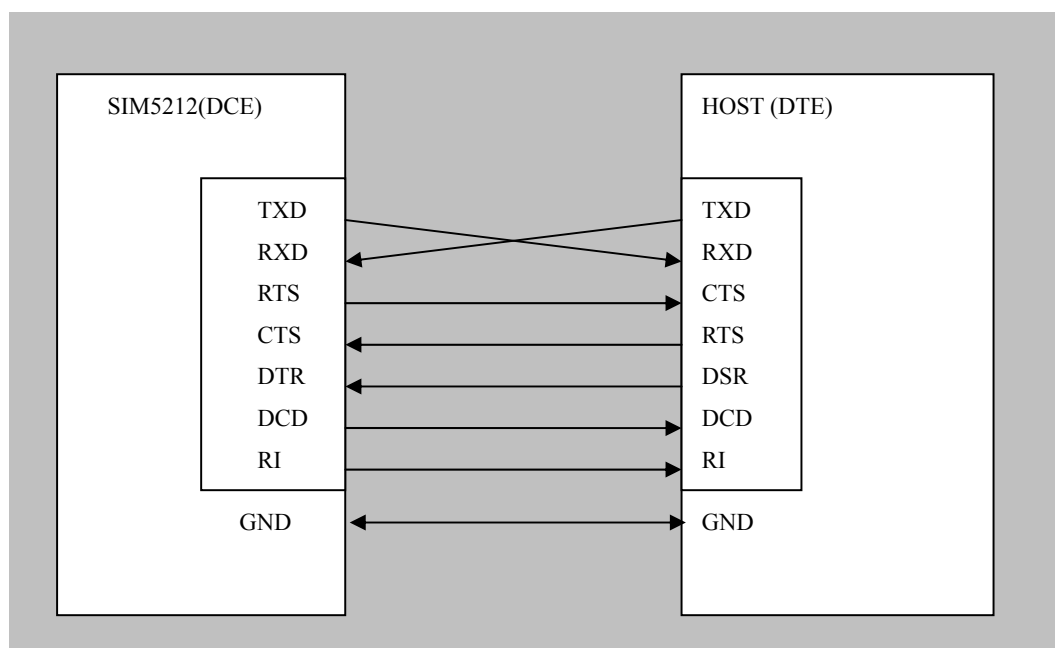 SIM5212(DCE)
HOST (DTE)
TXD
TXD
RXD
RXD
RTS
CTS
CTS
RTS
DTR
DSR
DCD
DCD
RI
RI
GND
GND